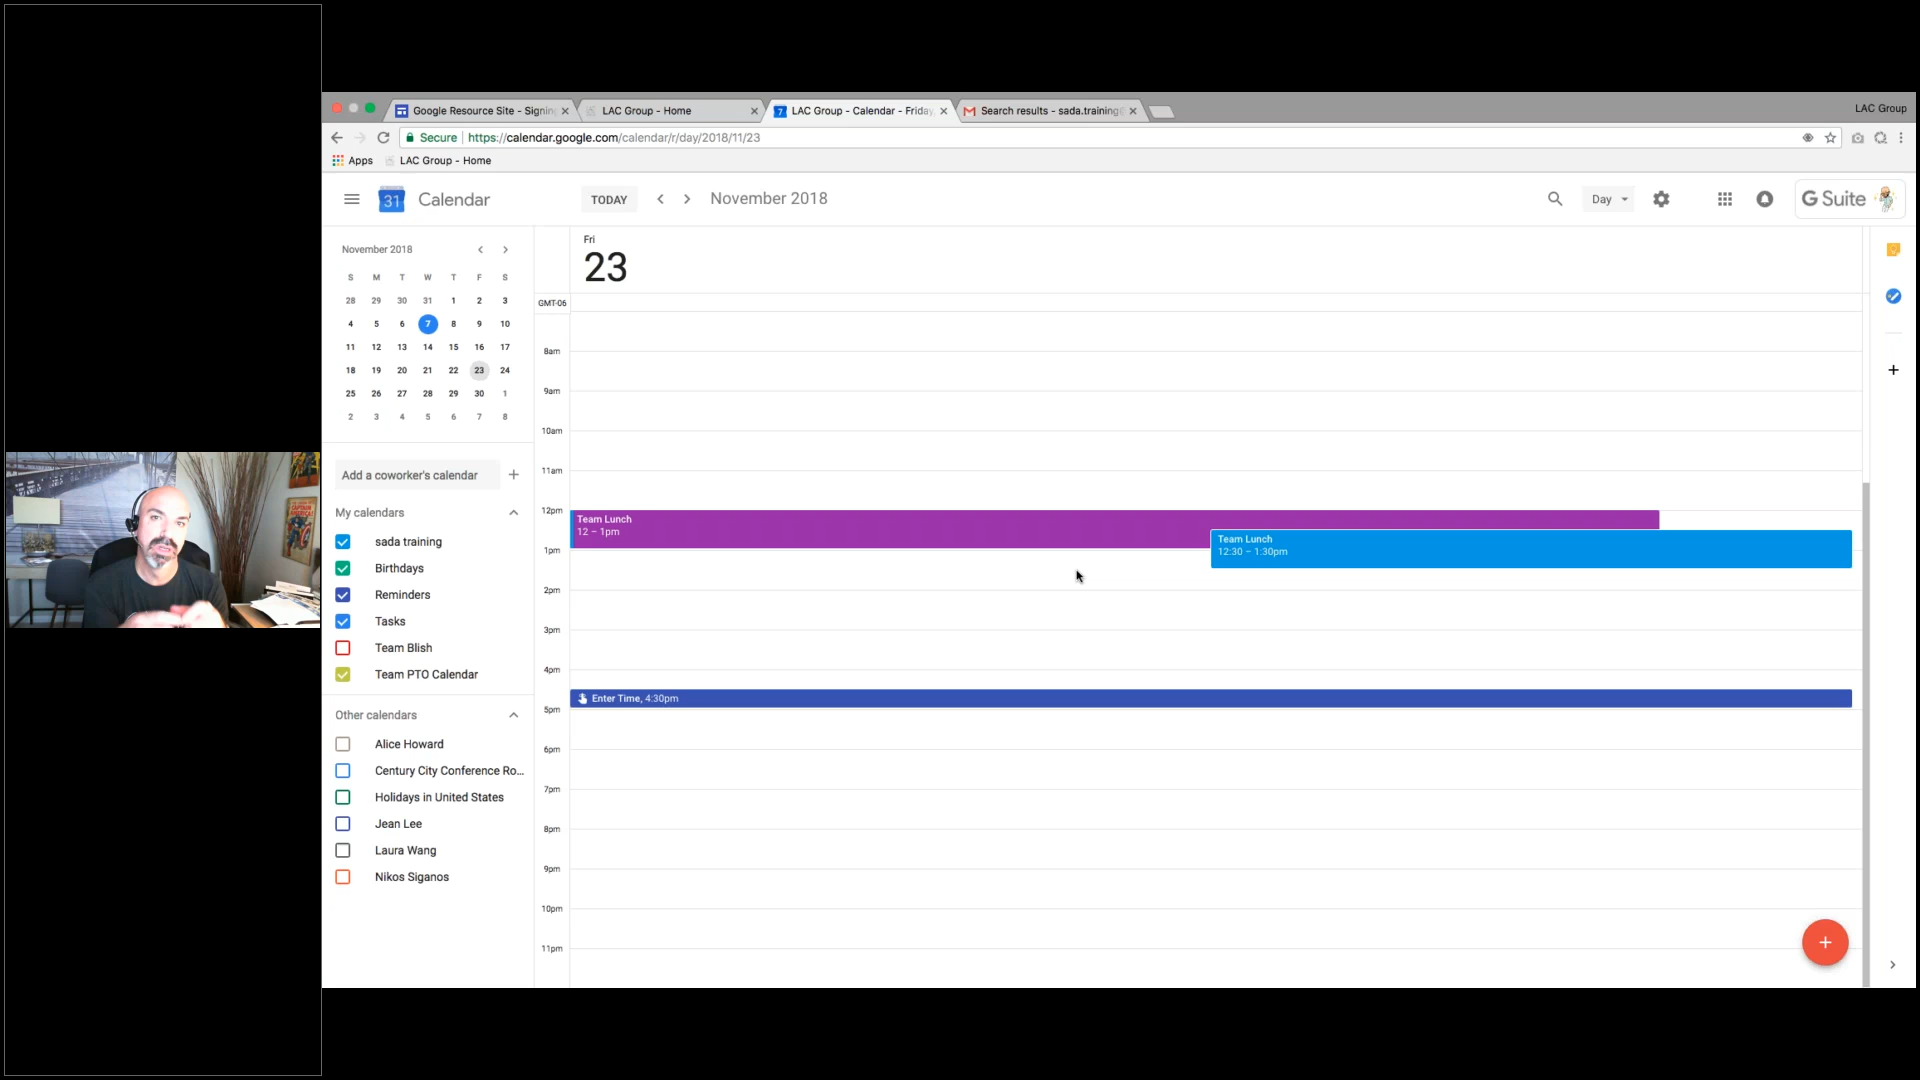 Google Resource Site - Signin
LAC Group - Home
LAC Group - Calendar - Friday,
Search results - sada.training@
LAC Group
Secure
https://calendar.google.com/calendar/r/day/2018/11/23
Apps
LAC Group - Home
31
Calendar
TODAY
November 2018
Day
G Suite
November 2018
S M T W T F S
28 29 30 31 1 2 3
4 5 6 7 8 9 10
11 12 13 14 15 16 17
18 19 20 21 22 23 24
25 26 27 28 29 30 1
2 3 4 5 6 7 8
Add a coworker's calendar
My calendars
sada training
Birthdays
Reminders
Tasks
Team Blish
Team PTO Calendar
Other calendars
Alice Howard
Century City Conference Ro...
Holidays in United States
Jean Lee
Laura Wang
Nikos Siganos
Fri
23
GMT-06
8am
9am
10am
11am
12pm
Team Lunch
12 – 1pm
Team Lunch
12:30 – 1:30pm
1pm
2pm
3pm
4pm
Enter Time, 4:30pm
5pm
6pm
7pm
8pm
9pm
10pm
11pm
CAPTAIN AMERICA